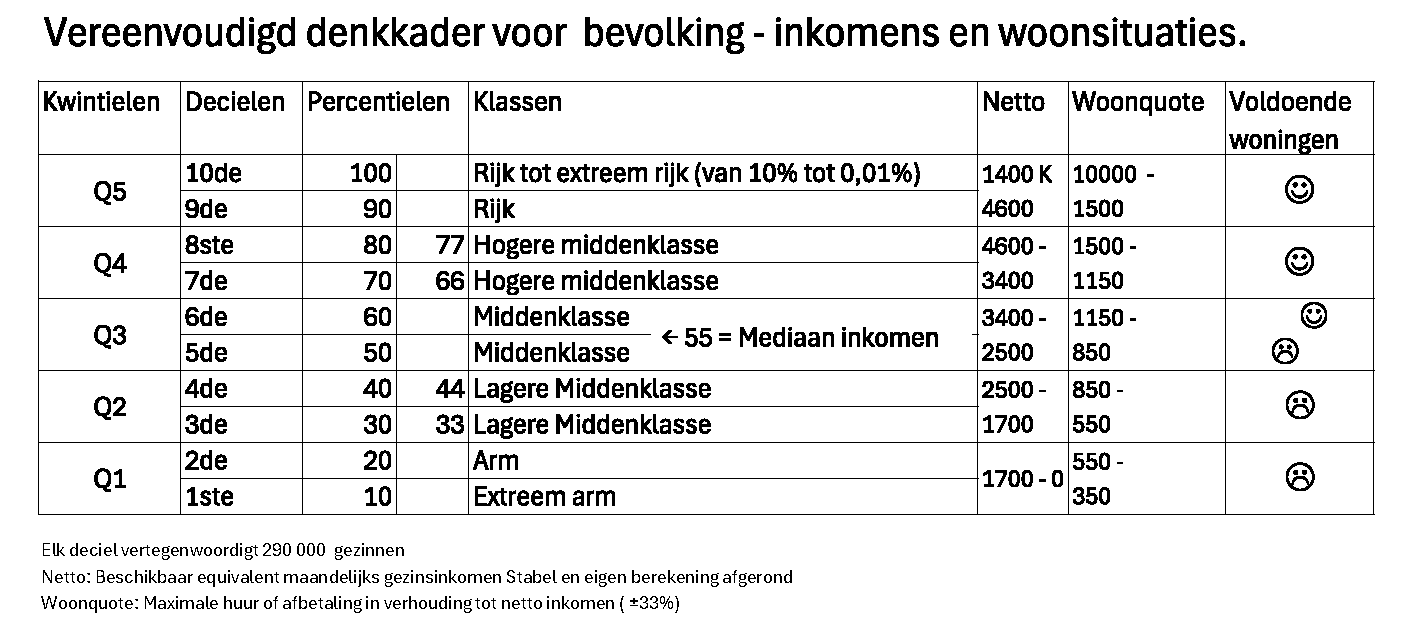 Vereenvoudigd denkkader voor bevolking - inkomens en woonsituaties.
Kwintielen Decielen Percentielen Klassen Netto Woonquote Voldoende
woningen
Q5
10de 100 Rijk tot extreem rijk (van 10% tot 0,01%) 1400 K 10000 -
9de 90 Rijk 4600 1500 ☺
Q4
8ste 80 77 Hogere middenklasse 4600 - 1500 -
7de 70 66 Hogere middenklasse 3400 1150 ☺
Q3
6de 60 Middenklasse 3400 - 1150 - ☺
← 55 = Mediaan inkomen
5de 50 Middenklasse 2500 850 ☹
Q2
4de 40 44 Lagere Middenklasse 2500 - 850 -
3de 30 33 Lagere Middenklasse 1700 550 ☹
Q1
2de 20 Arm 1700 - 0 550 -
1ste 10 Extreem arm 350 ☹
Elk deciel vertegenwoordigt 290 000 gezinnen
Netto: Beschikbaar equivalent maandelijks gezinsinkomen Stabel en eigen berekening afgerond
Woonquote: Maximale huur of afbetaling in verhouding tot netto inkomen ( ±33%)